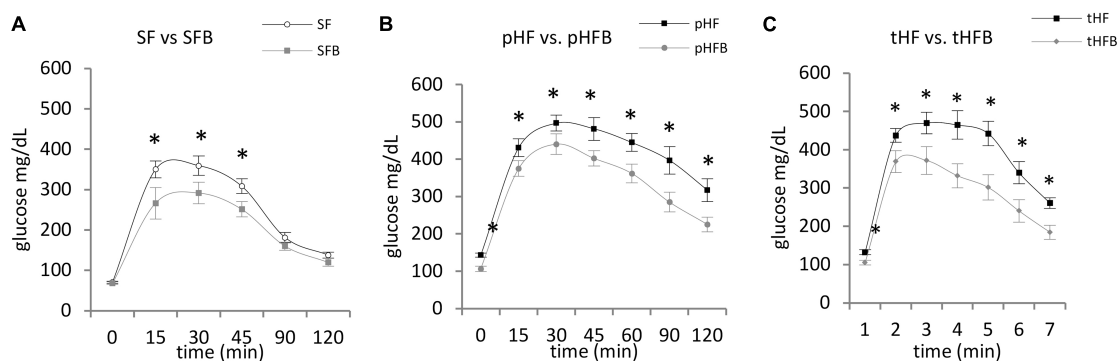 A
SF vs SFB
SF
SFB
glucose mg/dL
600
500
400
300
200
100
0
* * *
0 15 30 45 90 120
time (min)
B
pHF vs. pHFB
pHF
pHFB
glucose mg/dL
600
500
400
300
200
100
0
* * * * * * *
0 15 30 45 60 90 120
time (min)
C
tHF vs. tHFB
tHF
tHFB
glucose mg/dL
600
500
400
300
200
100
0
* * * * * * *
1 2 3 4 5 6 7
time (min)